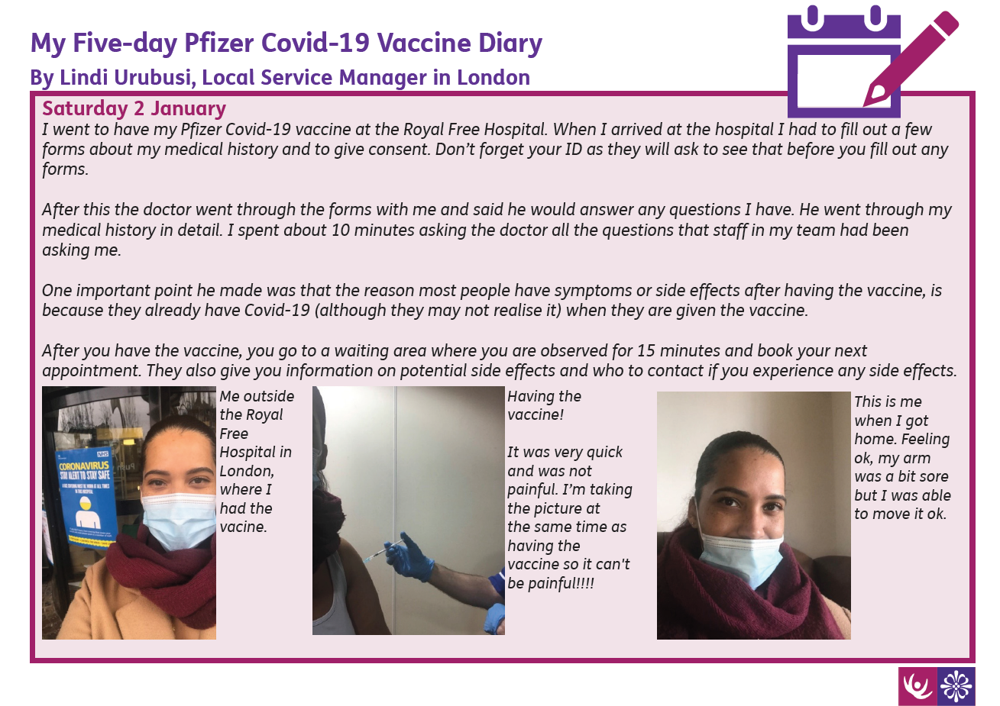 My Five-day Pfizer Covid-19 Vaccine Diary
By Lindi Urubusi, Local Service Manager in London
Saturday 2 January
I went to have my Pfizer Covid-19 vaccine at the Royal Free Hospital. When I arrived at the hospital I had to fill out a few
forms about my medical history and to give consent. Don’t forget your ID as they will ask to see that before you fill out any
forms.
After this the doctor went through the forms with me and said he would answer any questions I have. He went through my
medical history in detail. I spent about 10 minutes asking the doctor all the questions that staff in my team had been
asking me.
One important point he made was that the reason most people have symptoms or side effects after having the vaccine, is
because they already have Covid-19 (although they may not realise it) when they are given the vaccine.
After you have the vaccine, you go to a waiting area where you are observed for 15 minutes and book your next
appointment. They also give you information on potential side effects and who to contact if you experience any side effects.
NHS
CORONAVIRUS
STAY ALERT TO STAY SAFE
A FACE COVERING MUST BE WORN AT ALL TIMES
IN THIS HOSPITAL
Push
Me outside
the Royal
Free
Hospital in
London,
where I
had the
vacine.
Having the
vaccine!
It was very quick
and was not
painful. I’m taking
the picture at
the same time as
having the
vaccine so it can't
be painful!!!!
This is me
when I got
home. Feeling
ok, my arm
was a bit sore
but I was able
to move it ok.